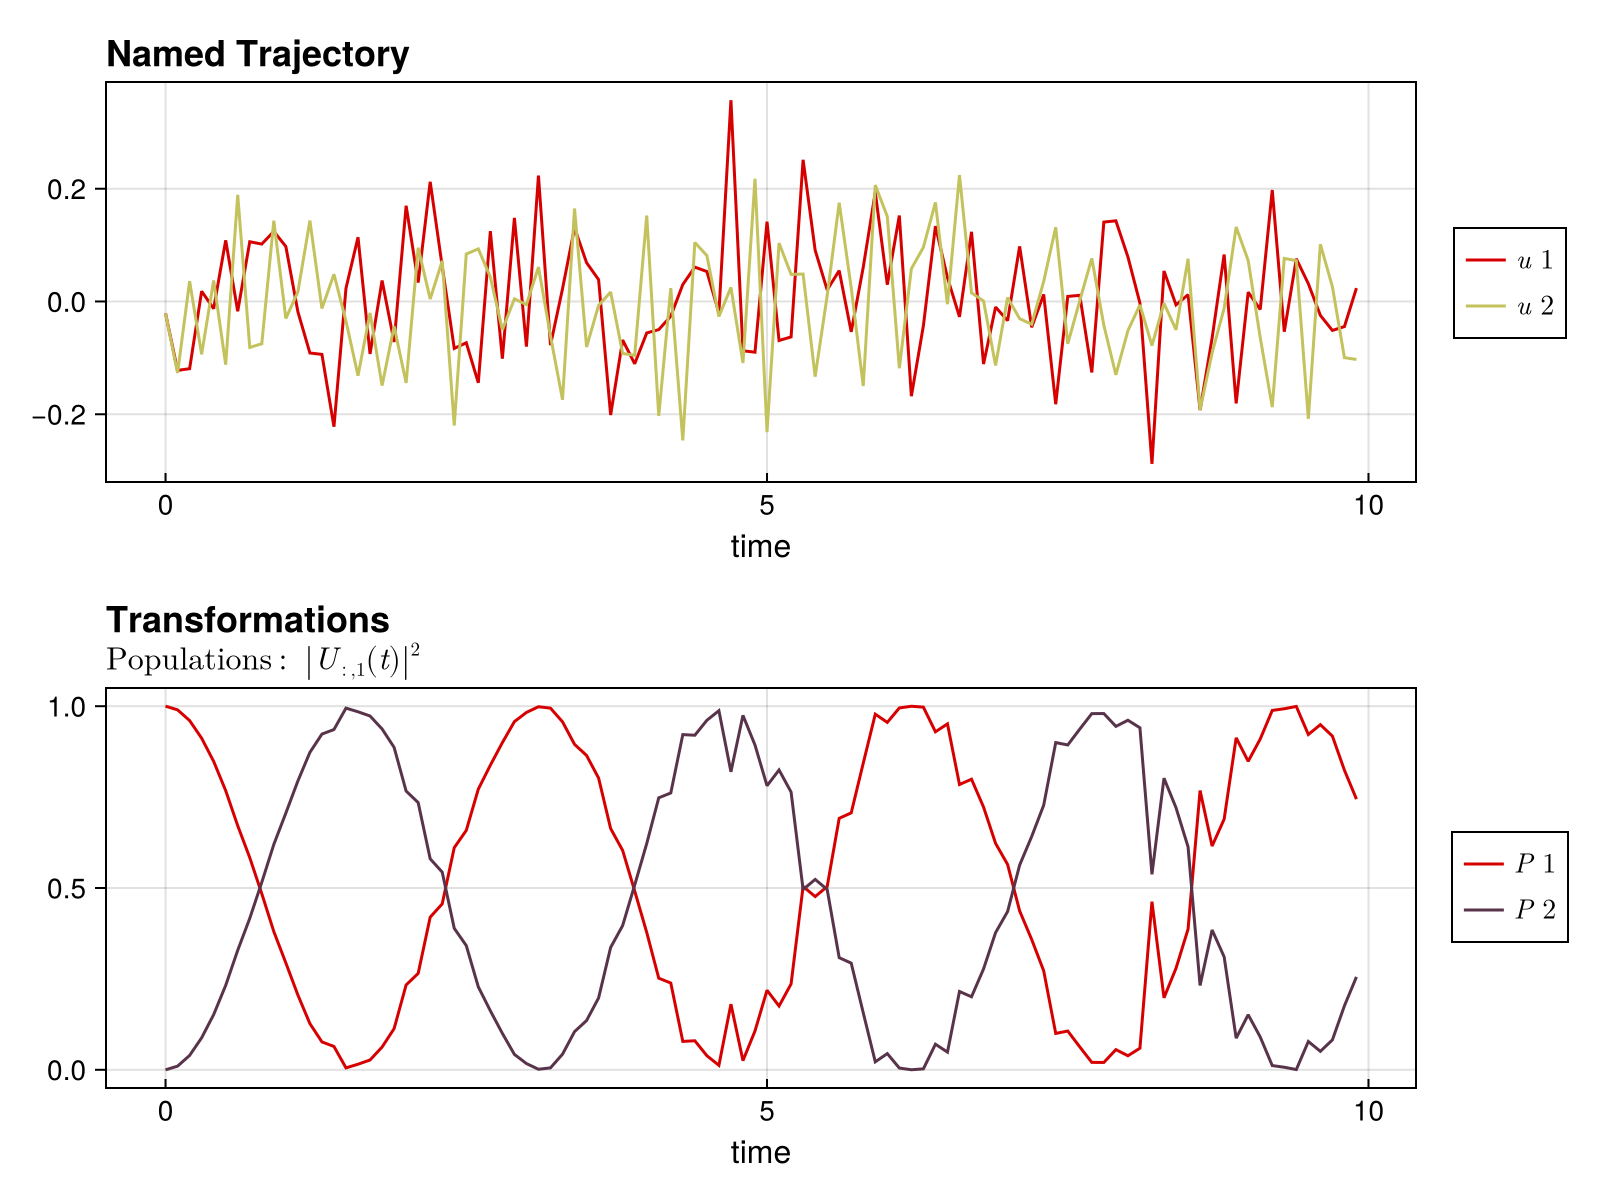 Named Trajectory
0.2
0.0
−0.2
0 5 10
time
u 1
u 2
Transformations
Populations: |U:,1(t)|²
1.0
0.5
0.0
0 5 10
time
P 1
P 2